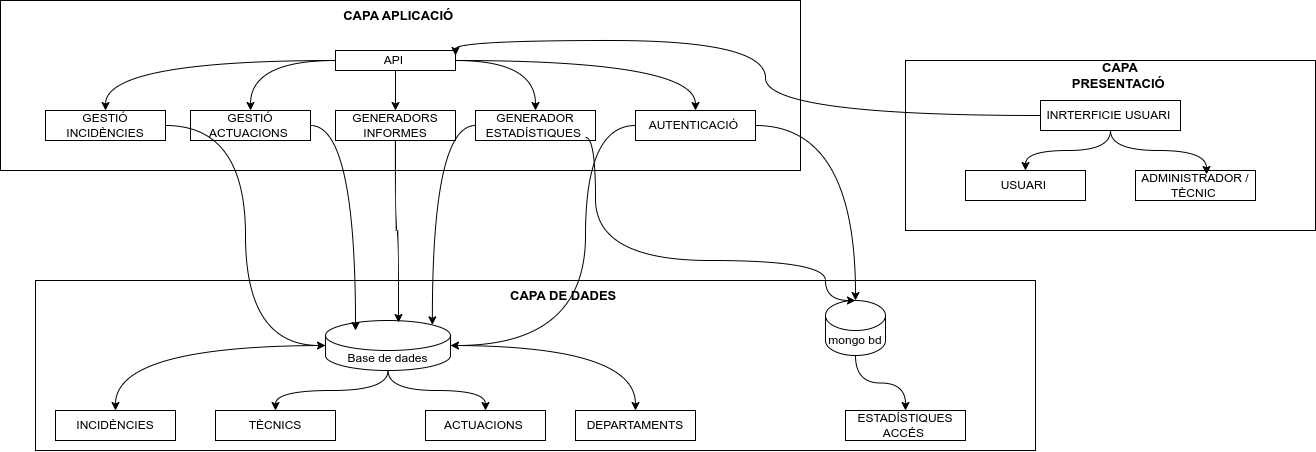 CAPA APLICACIÓ
API
GESTIÓ
INCIDÈNCIES
GESTIÓ
ACTUACIONS
GENERADORS
INFORMES
GENERADOR
ESTADÍSTIQUES
AUTENTICACIÓ
CAPA
PRESENTACIÓ
INRTERFICIE USUARI
USUARI
ADMINISTRADOR /
TÈCNIC
CAPA DE DADES
Base de dades
mongo bd
INCIDÈNCIES
TÈCNICS
ACTUACIONS
DEPARTAMENTS
ESTADÍSTIQUES
ACCÉS